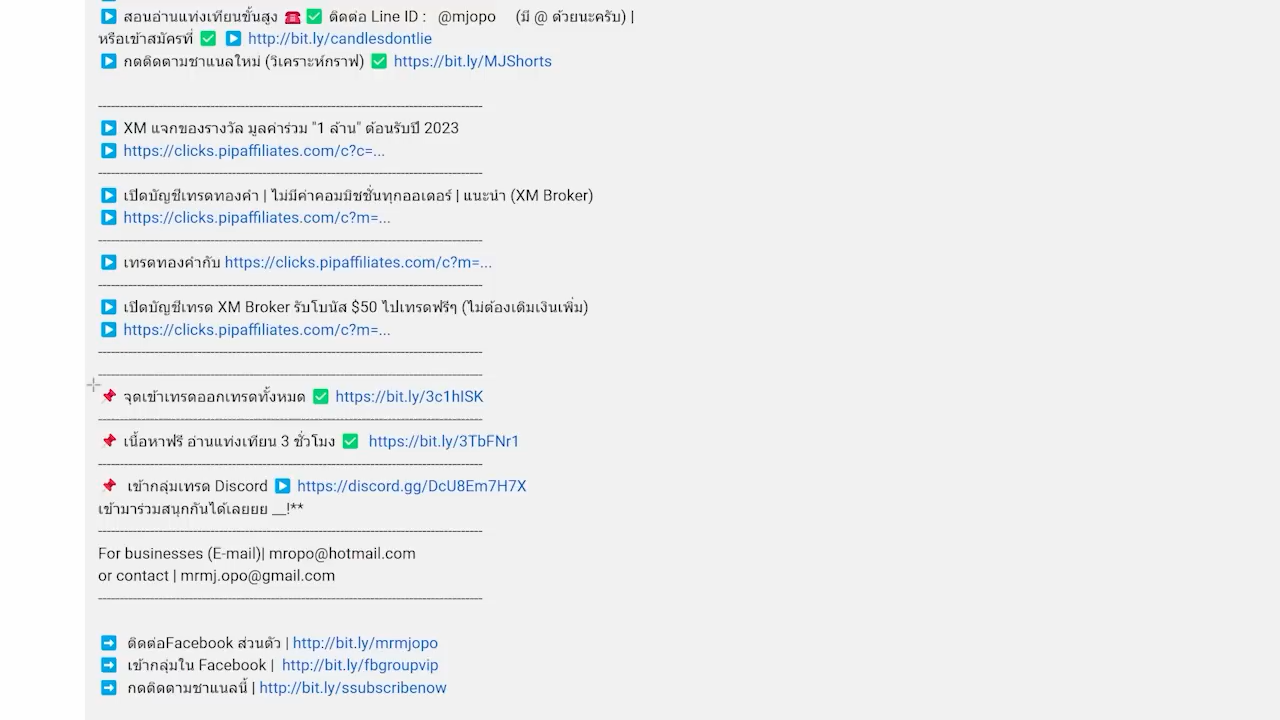 ▶ สอนอ่านแท่งเทียนขั้นสูง ☎️ ✅ ติดต่อ Line ID : @mjopo (มี @ ด้วยนะครับ) |
หรือเข้าสมัครที่ ✅ ▶ http://bit.ly/candlesdontlie
▶ กดติดตามชาแนลใหม่ (วิเคราะห์กราฟ) ✅ https://bit.ly/MJShorts
----------------------------------------------------------------------------------------
▶ XM แจกของรางวัล มูลค่าร่วม "1 ล้าน" ต้อนรับปี 2023
▶ https://clicks.pipaffiliates.com/c?c=...
----------------------------------------------------------------------------------------
▶ เปิดบัญชีเทรดทองคำ | ไม่มีค่าคอมมิชชั่นทุกออเดอร์ | แนะนำ (XM Broker)
▶ https://clicks.pipaffiliates.com/c?m=...
----------------------------------------------------------------------------------------
▶ เทรดทองคำกับ https://clicks.pipaffiliates.com/c?m=...
----------------------------------------------------------------------------------------
▶ เปิดบัญชีเทรด XM Broker รับโบนัส $50 ไปเทรดฟรีๆ (ไม่ต้องเติมเงินเพิ่ม)
▶ https://clicks.pipaffiliates.com/c?m=...
----------------------------------------------------------------------------------------
----------------------------------------------------------------------------------------
📌 จุดเข้าเทรดออกเทรดทั้งหมด ✅ https://bit.ly/3c1hISK
----------------------------------------------------------------------------------------
📌 เนื้อหาฟรี อ่านแท่งเทียน 3 ชั่วโมง ✅ https://bit.ly/3TbFNr1
----------------------------------------------------------------------------------------
📌 เข้ากลุ่มเทรด Discord ▶ https://discord.gg/DcU8Em7H7X
เข้ามาร่วมสนุกกันได้เลยยย __!**
----------------------------------------------------------------------------------------
For businesses (E-mail)| mropo@hotmail.com
or contact | mrmj.opo@gmail.com
----------------------------------------------------------------------------------------
➡ ติดต่อFacebook ส่วนตัว | http://bit.ly/mrmjopo
➡ เข้ากลุ่มใน Facebook | http://bit.ly/fbgroupvip
➡ กดติดตามชาแนลนี้ | http://bit.ly/ssubscribenow